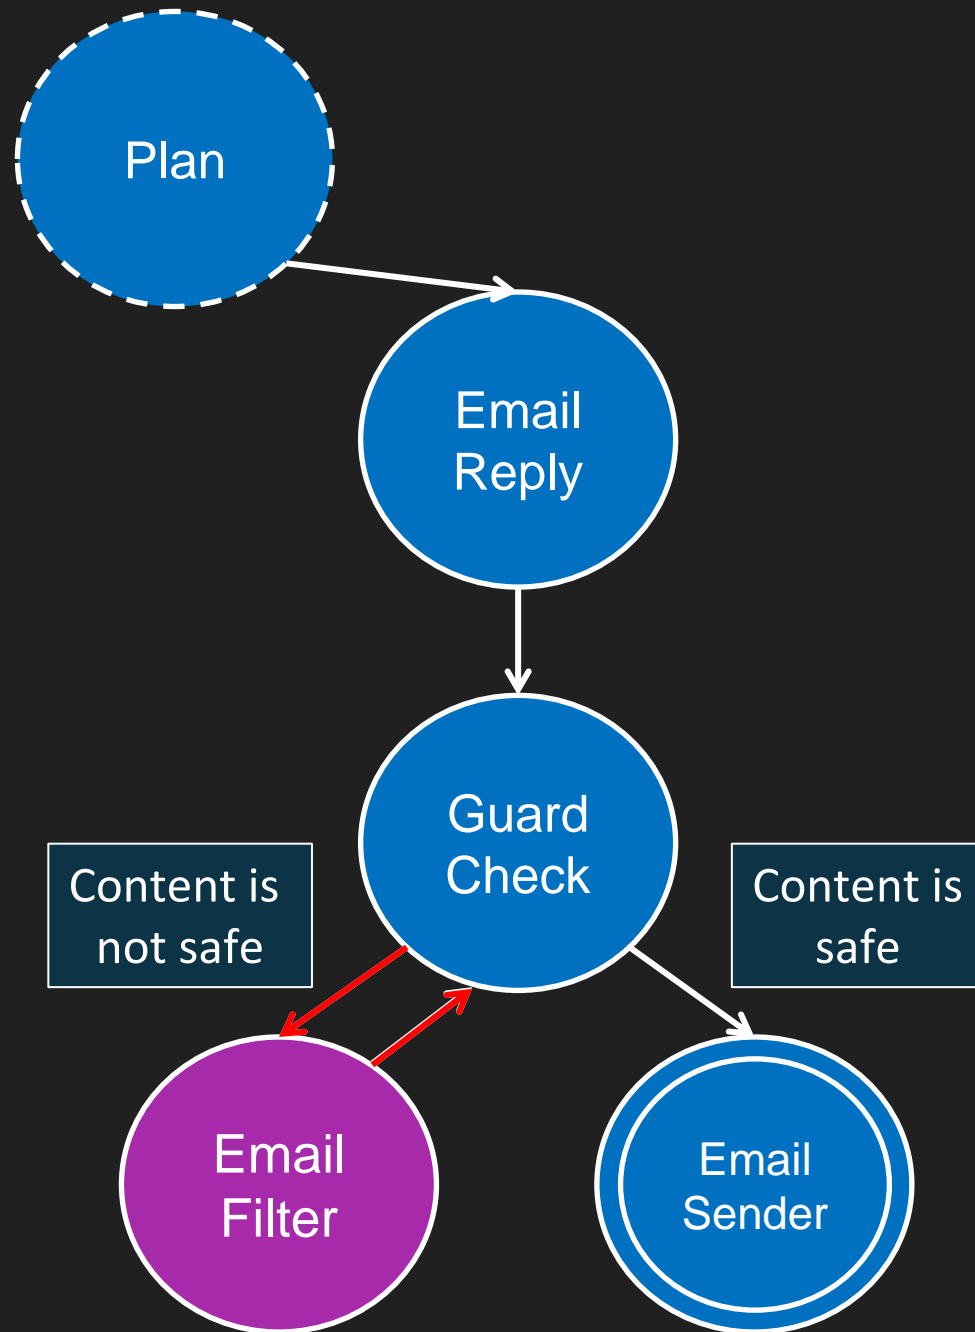 Plan
Email
Reply
Guard
Check
Content is
not safe
Content is
safe
Email
Filter
Email
Sender